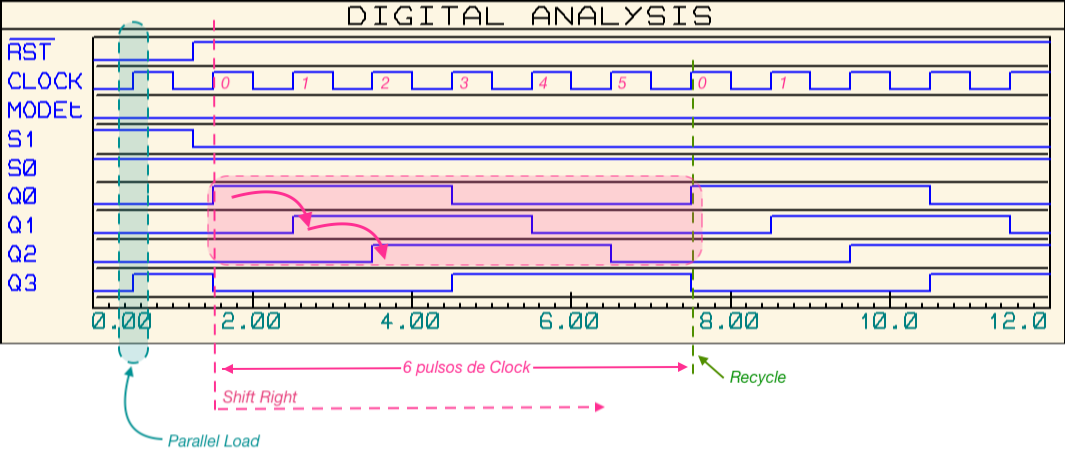 DIGITAL ANALYSIS
RST
CLOCK 0 1 2 3 4 5 0 1
MODEt
S1
S0
Q0
Q1
Q2
Q3
0.00 2.00 4.00 6.00 8.00 10.0 12.0
6 pulsos de Clock
Recycle
Shift Right
Parallel Load